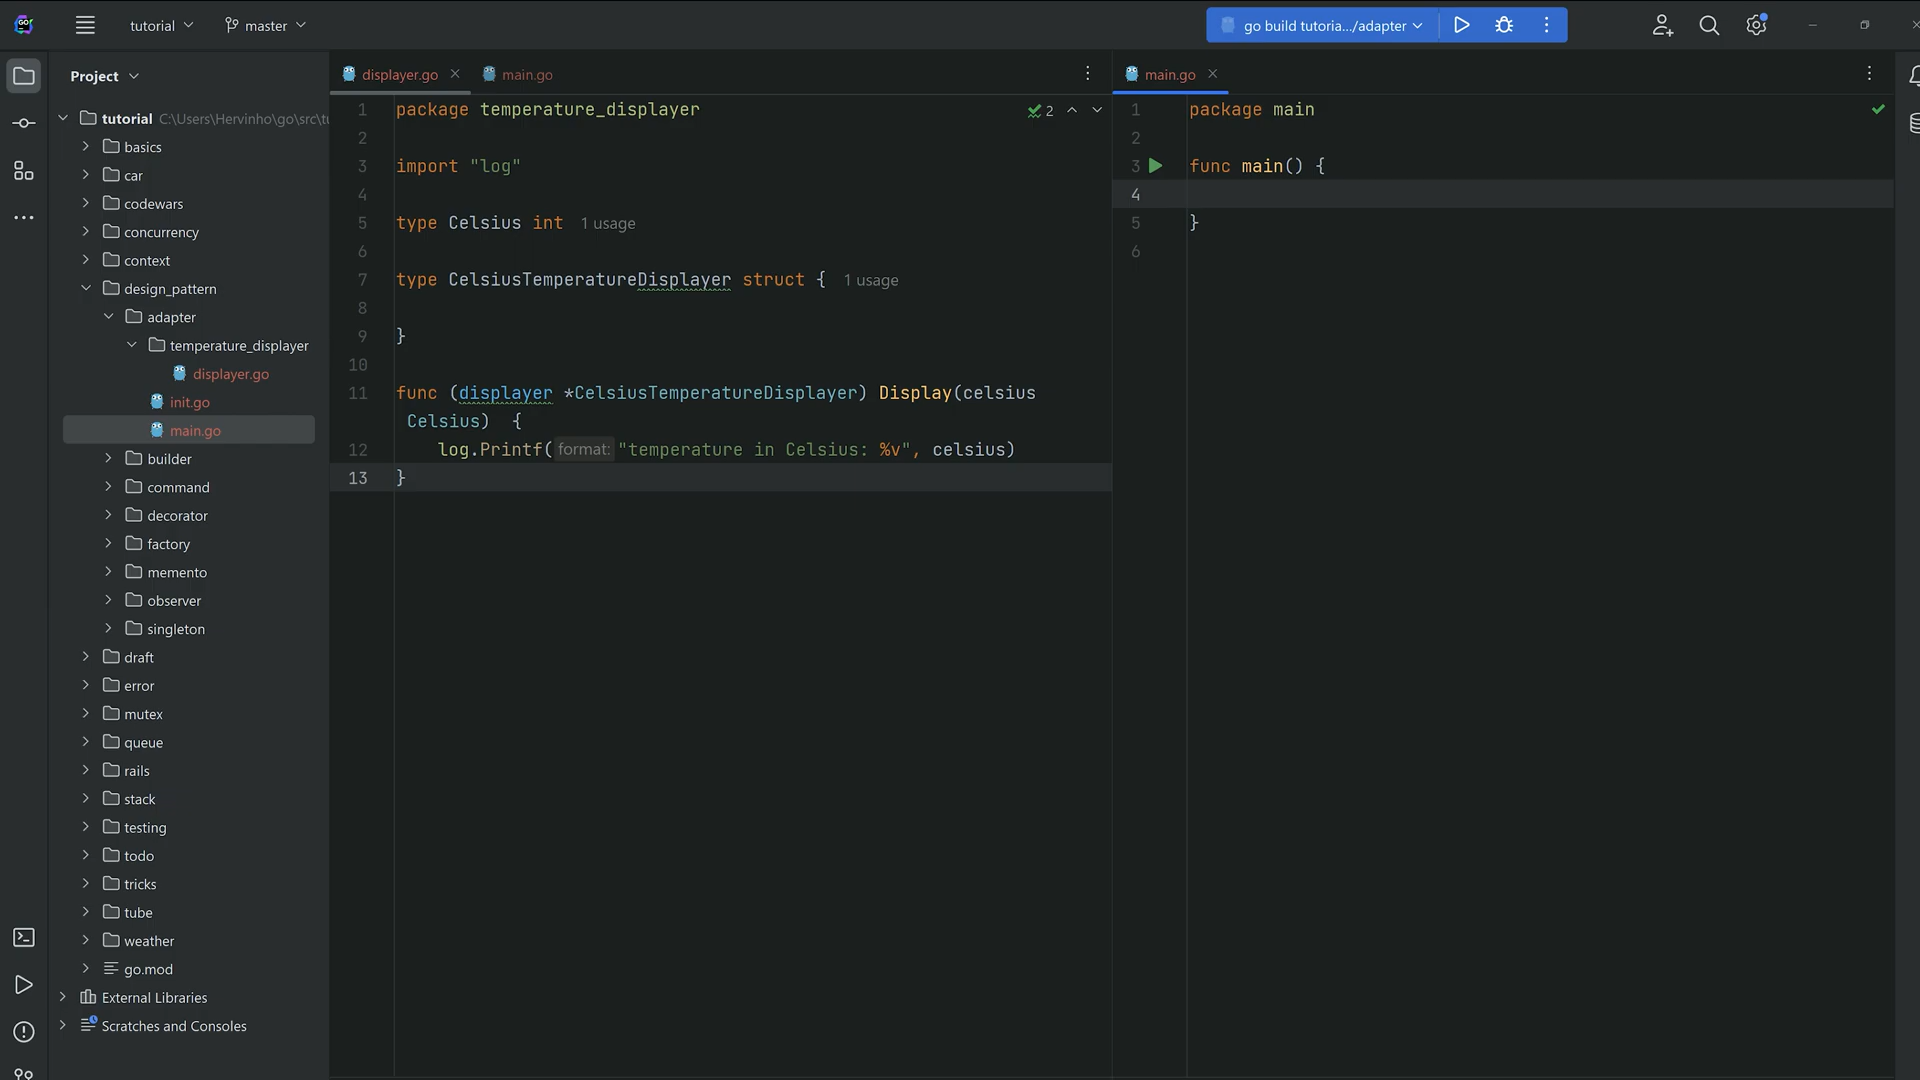 GO
tutorial
master
go build tutoria.../adapter
Project
tutorial C:\Users\Hervinho\go\src\tu
basics
car
codewars
concurrency
context
design_pattern
adapter
temperature_displayer
displayer.go
init.go
main.go
builder
command
decorator
factory
memento
observer
singleton
draft
error
mutex
queue
rails
stack
testing
todo
tricks
tube
weather
go.mod
External Libraries
Scratches and Consoles
displayer.go
main.go
1 package temperature_displayer
2
2
3 import "log"
4
5 type Celsius int 1 usage
6
7 type CelsiusTemperatureDisplayer struct { 1 usage
8
9 }
10
11 func (displayer *CelsiusTemperatureDisplayer) Display(celsius
Celsius) {
12 log.Printf( format: "temperature in Celsius: %v", celsius)
13 }
main.go
1 package main
2
3 func main() {
4
5 }
6